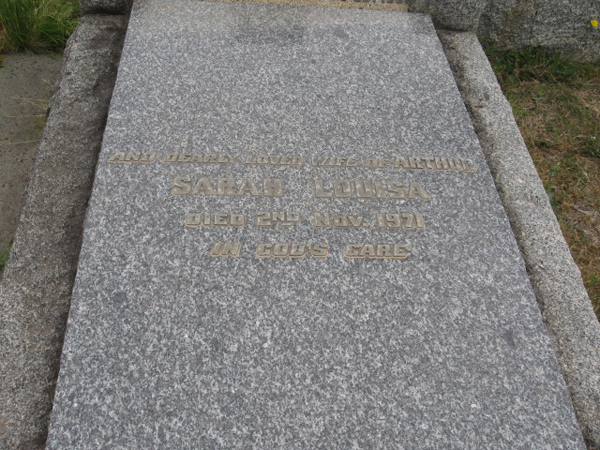 AND DEARLY LOVED WIFE OF ARTHUR
SARAH LOUISA
DIED 2ND NOV. 1971
IN GOD'S CARE